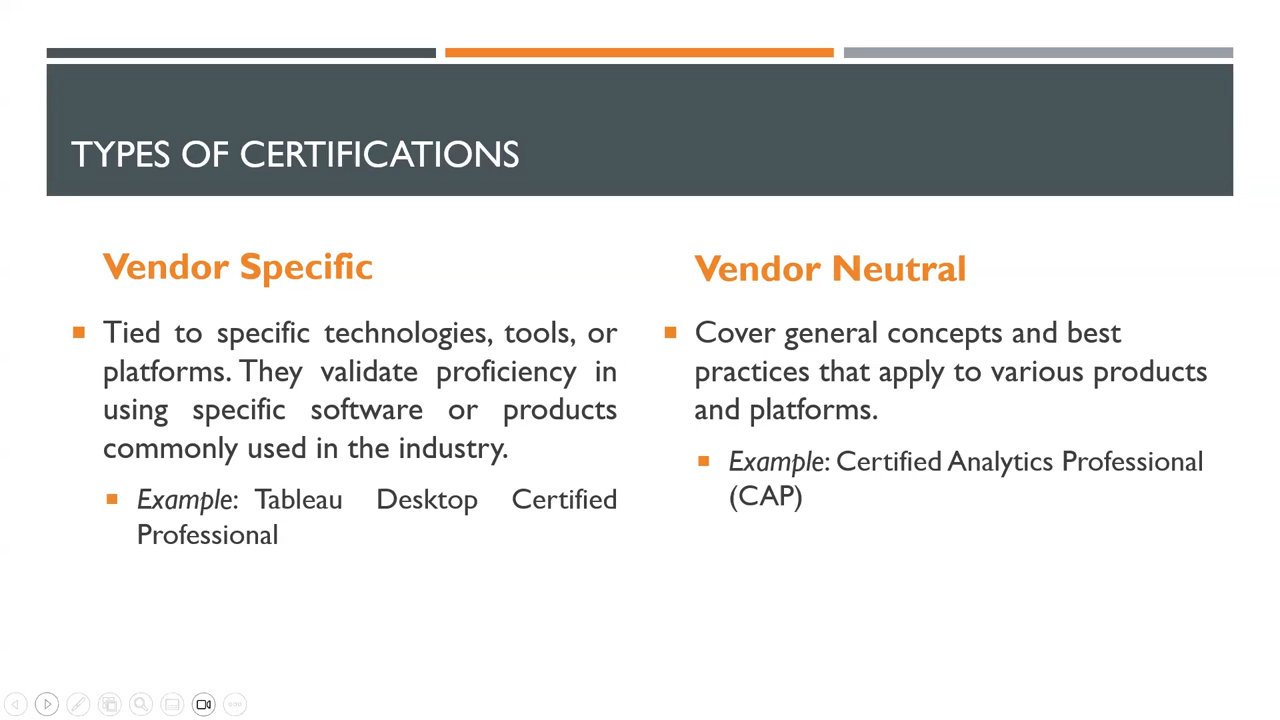 TYPES OF CERTIFICATIONS
Vendor Specific
Tied to specific technologies, tools, or
platforms. They validate proficiency in
using specific software or products
commonly used in the industry.
Example: Tableau Desktop Certified
Professional
Vendor Neutral
Cover general concepts and best
practices that apply to various products
and platforms.
Example: Certified Analytics Professional
(CAP)